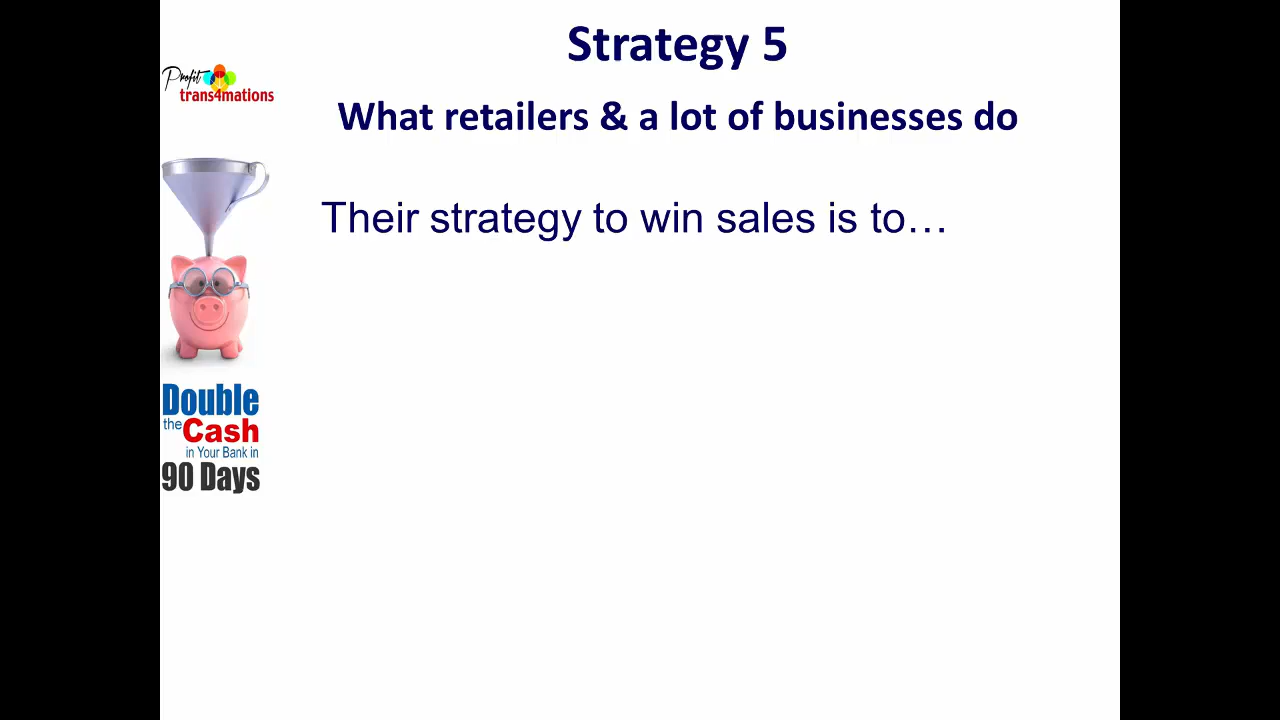 Strategy 5
Profit
trans4mations
What retailers & a lot of businesses do
Their strategy to win sales is to…
Double
the Cash
in Your Bank in
90 Days